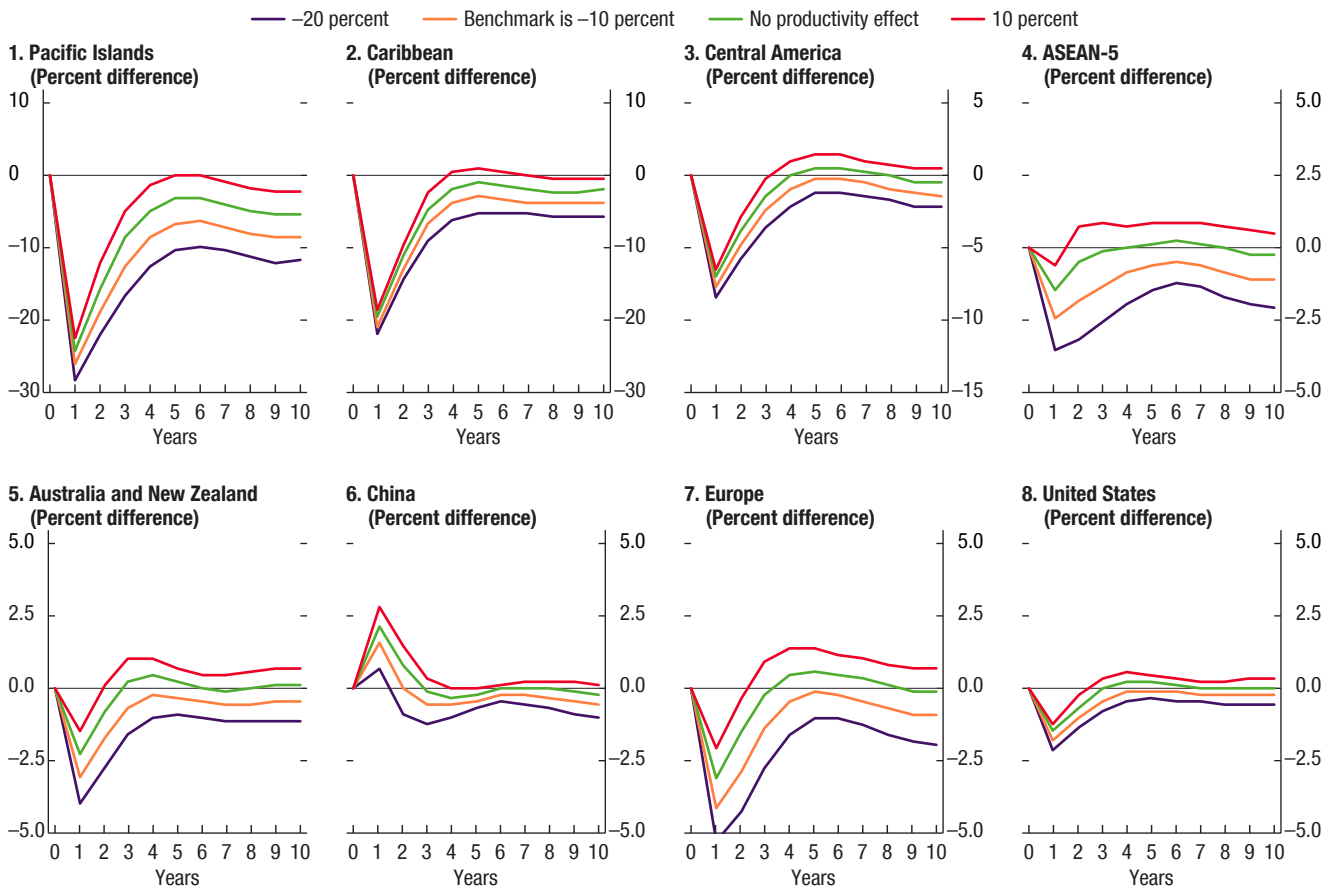 –20 percent Benchmark is –10 percent No productivity effect 10 percent
1. Pacific Islands
(Percent difference)
10
0
–10
–20
–30
0 1 2 3 4 5 6 7 8 9 10
Years
2. Caribbean
(Percent difference)
10
0
–10
–20
–30
0 1 2 3 4 5 6 7 8 9 10
Years
3. Central America
(Percent difference)
5
0
–5
–10
–15
0 1 2 3 4 5 6 7 8 9 10
Years
4. ASEAN-5
(Percent difference)
5.0
2.5
0.0
–2.5
–5.0
0 1 2 3 4 5 6 7 8 9 10
Years
5. Australia and New Zealand
(Percent difference)
5.0
2.5
0.0
–2.5
–5.0
0 1 2 3 4 5 6 7 8 9 10
Years
6. China
(Percent difference)
5.0
2.5
0.0
–2.5
–5.0
0 1 2 3 4 5 6 7 8 9 10
Years
7. Europe
(Percent difference)
5.0
2.5
0.0
–2.5
–5.0
0 1 2 3 4 5 6 7 8 9 10
Years
8. United States
(Percent difference)
5.0
2.5
0.0
–2.5
–5.0
0 1 2 3 4 5 6 7 8 9 10
Years